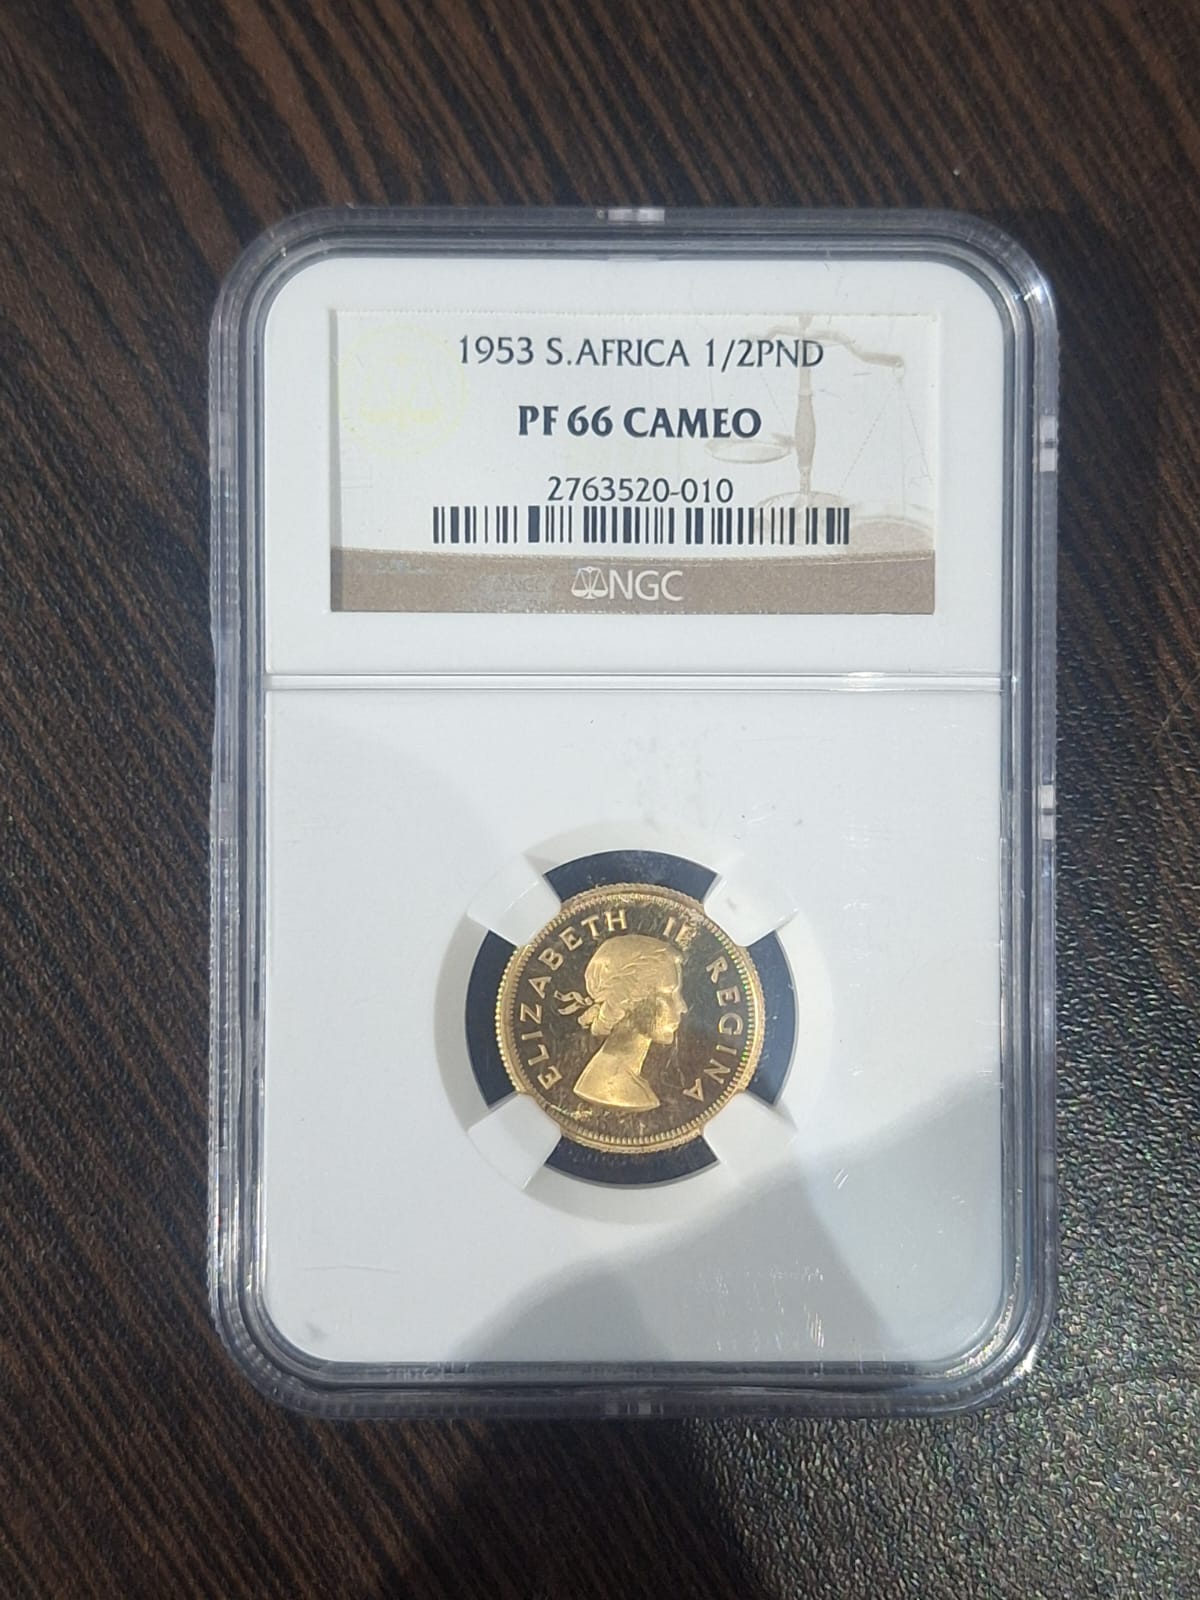 1953 S.AFRICA 1/2PND
PF 66 CAMEO
2763520-010
NGC
ELIZABETH II REGINA